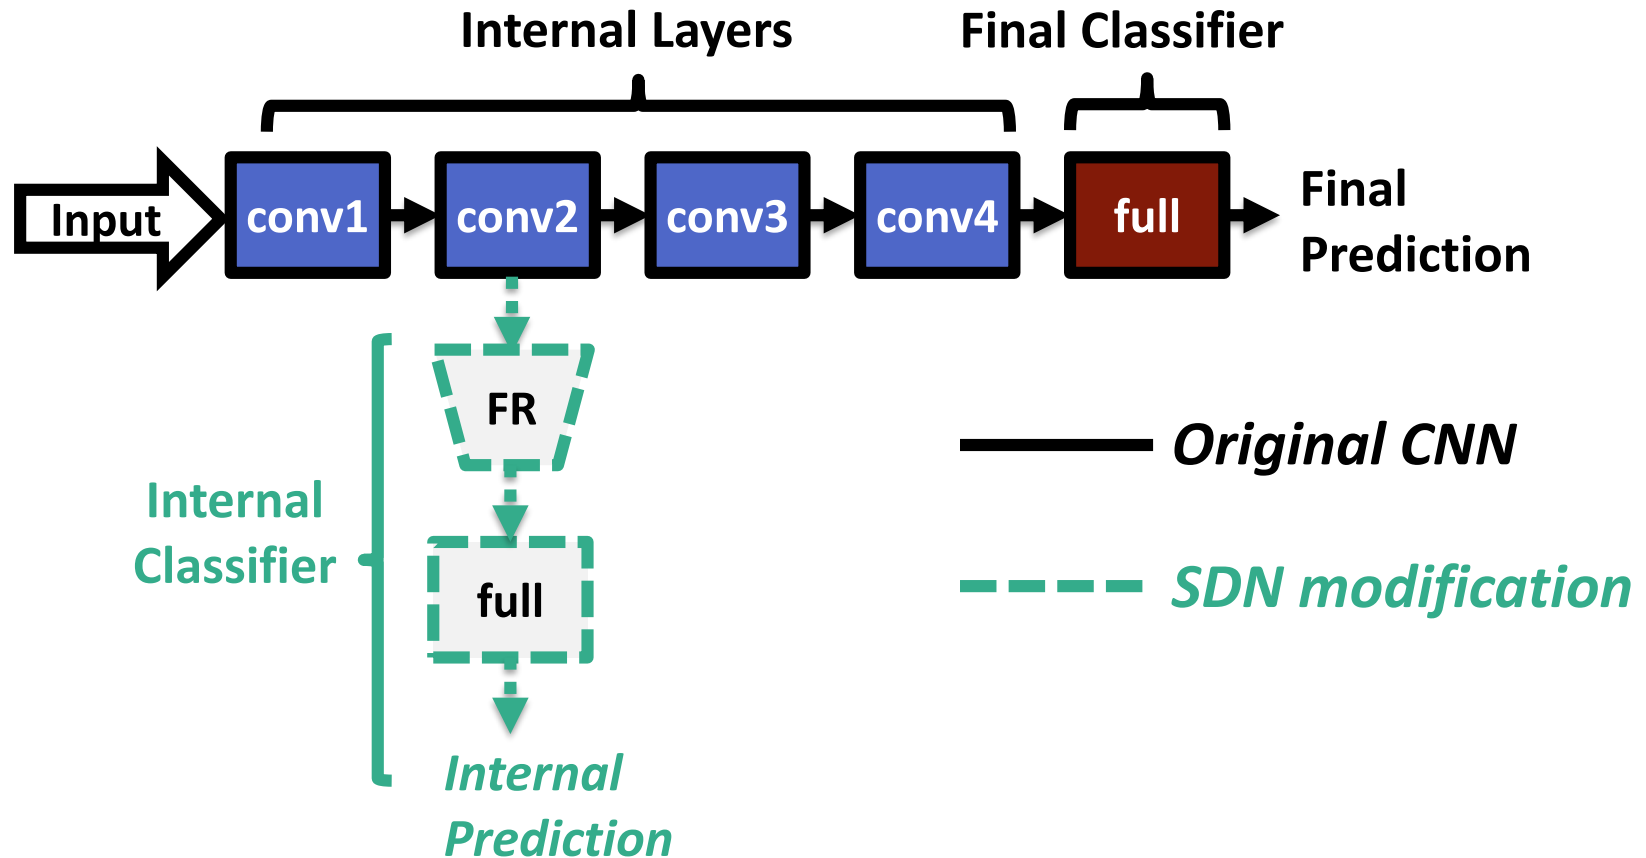 Internal Layers
Final Classifier
Input
conv1
conv2
conv3
conv4
full
Final
Prediction
FR
full
Internal
Classifier
Internal
Prediction
Original CNN
SDN modification